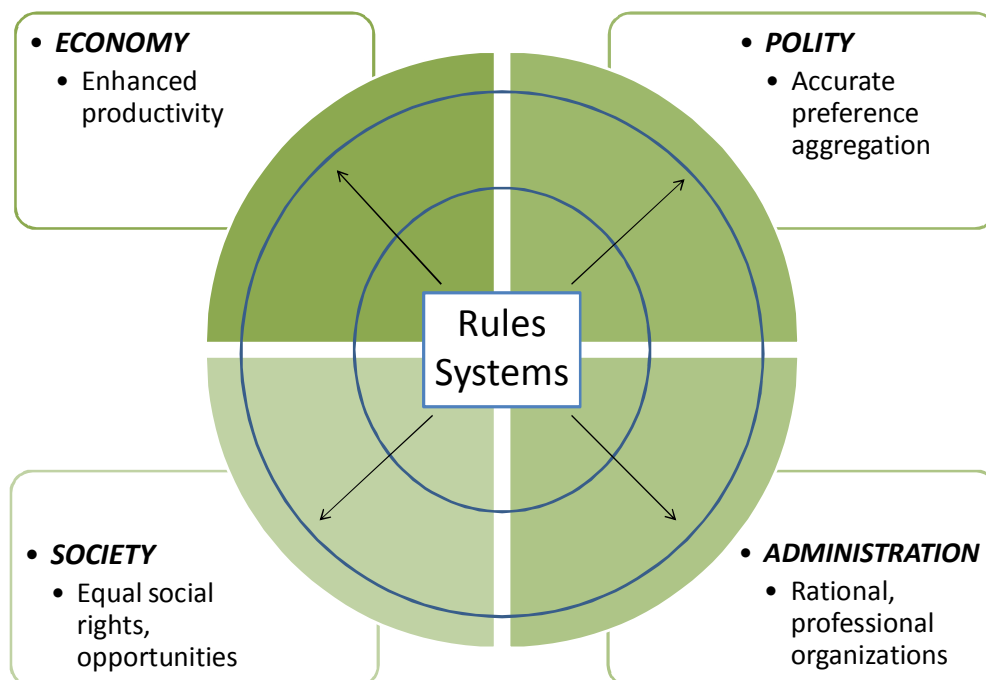 • ECONOMY
• Enhanced
productivity
• POLITY
• Accurate
preference
aggregation
Rules
Systems
• SOCIETY
• Equal social
rights,
opportunities
• ADMINISTRATION
• Rational,
professional
organizations